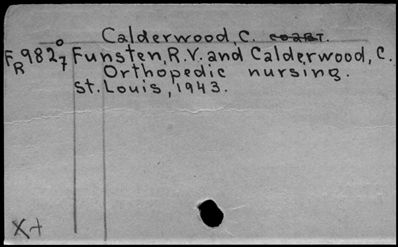 Calderwood, C.
FR982.7 Funsten, R.V. and Calderwood, C.
Orthopedic nursing.
St. Louis, 1943.